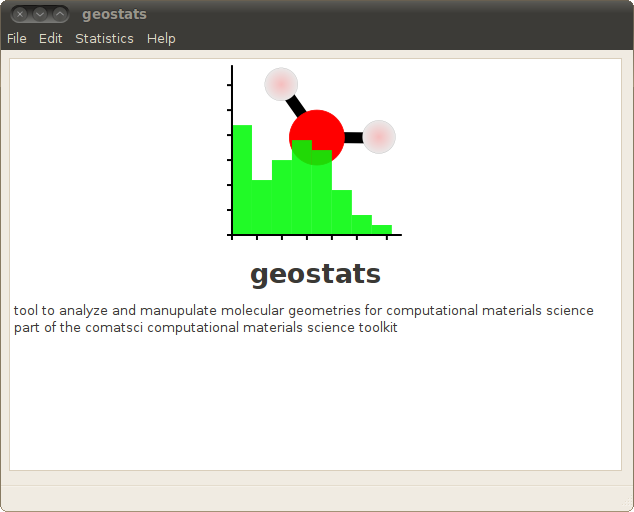 geostats
File Edit Statistics Help
geostats
tool to analyze and manupulate molecular geometries for computational materials science
part of the comatsci computational materials science toolkit